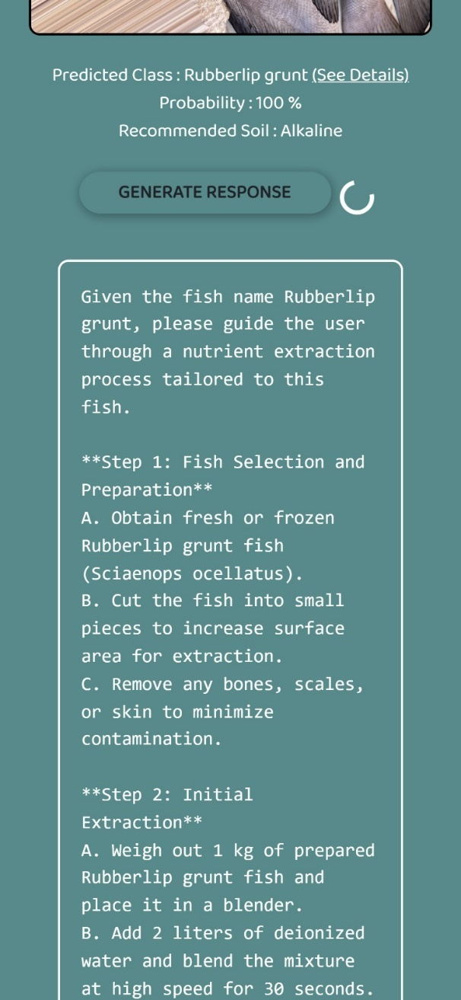 Predicted Class : Rubberlip grunt (See Details)
Probability : 100 %
Recommended Soil : Alkaline
GENERATE RESPONSE
Given the fish name Rubberlip
grunt, please guide the user
through a nutrient extraction
process tailored to this
fish.
**Step 1: Fish Selection and
Preparation**
A. Obtain fresh or frozen
Rubberlip grunt fish
(Sciaenops ocellatus).
B. Cut the fish into small
pieces to increase surface
area for extraction.
C. Remove any bones, scales,
or skin to minimize
contamination.
**Step 2: Initial
Extraction**
A. Weigh out 1 kg of prepared
Rubberlip grunt fish and
place it in a blender.
B. Add 2 liters of deionized
water and blend the mixture
at high speed for 30 seconds.